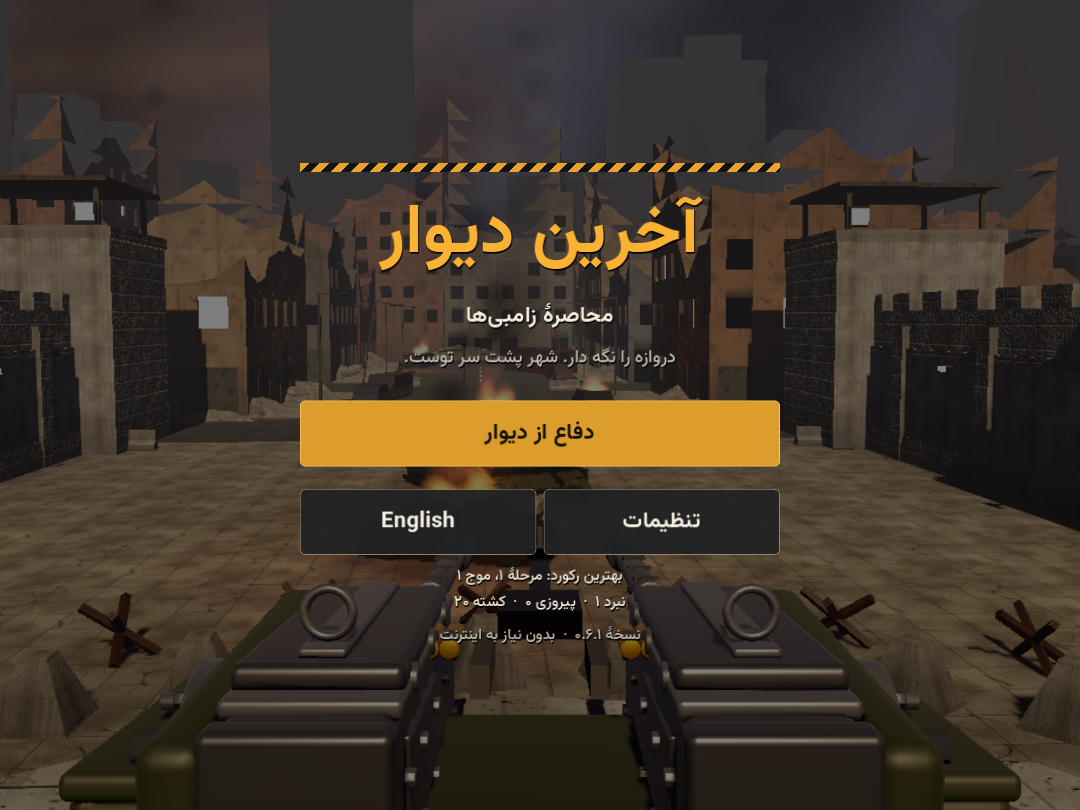 آخرین دیوار
محاصرهٔ زامبی‌ها
دروازه را نگه دار. شهر پشت سر توست.
دفاع از دیوار
تنظیمات
English
بهترین رکورد: مرحلهٔ ۱، موج ۱
نبرد ۱ · پیروزی ۰ · کشته ۲۰
نسخهٔ ۰.۶.۱ · بدون نیاز به اینترنت